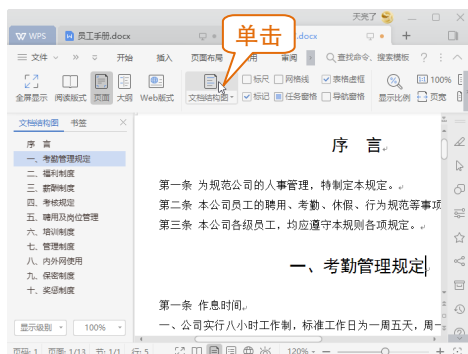 天亮了
单击
WPS
员工手册.docx
.docx
文件
开始
插入
页面布局
用
审阅
查找命令、搜索模板
全屏显示
阅读版式
页面
大纲
Web版式
文档结构图
标尺
网格线
表格虚框
标记
任务窗格
导航窗格
显示比例
100%
页宽
文档结构图
书签
序 言
一、考勤管理规定
二、福利制度
三、薪酬制度
四、考核规定
五、聘用及岗位管理
六、培训制度
七、管理制度
八、内外网使用
九、保密制度
十、奖惩制度
显示级别
100%
序 言
第一条 为规范公司的人事管理，特制定本规定。
第二条 本公司员工的聘用、考勤、休假、行为规范等事项
第三条 本公司各级员工，均应遵守本规则各项规定。
一、考勤管理规定
第一条 作息时间。
一、公司实行八小时工作制，标准工作日为一周五天，周一
页码: 1
页面: 1/13
节: 1/1
行: 5
120%